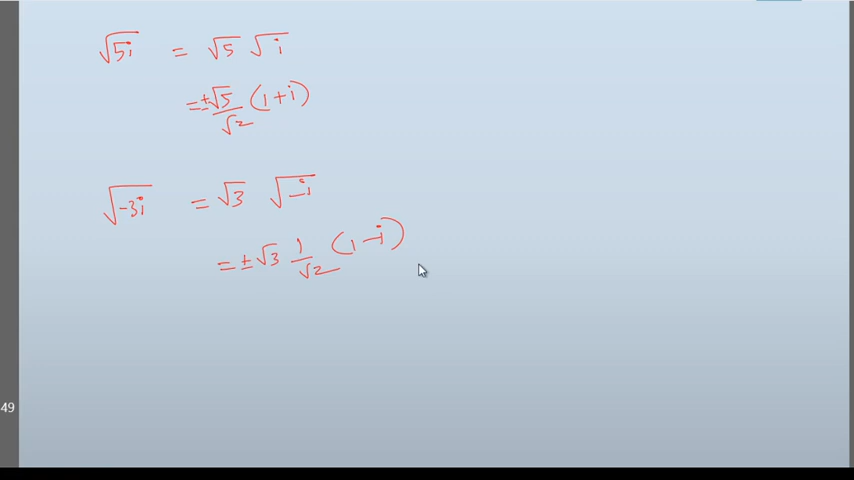 √5i = √5 √i
= ± √5/√2 (1+i)
√-3i = √3 √-i
= ± √3 1/√2 (1-i)
49